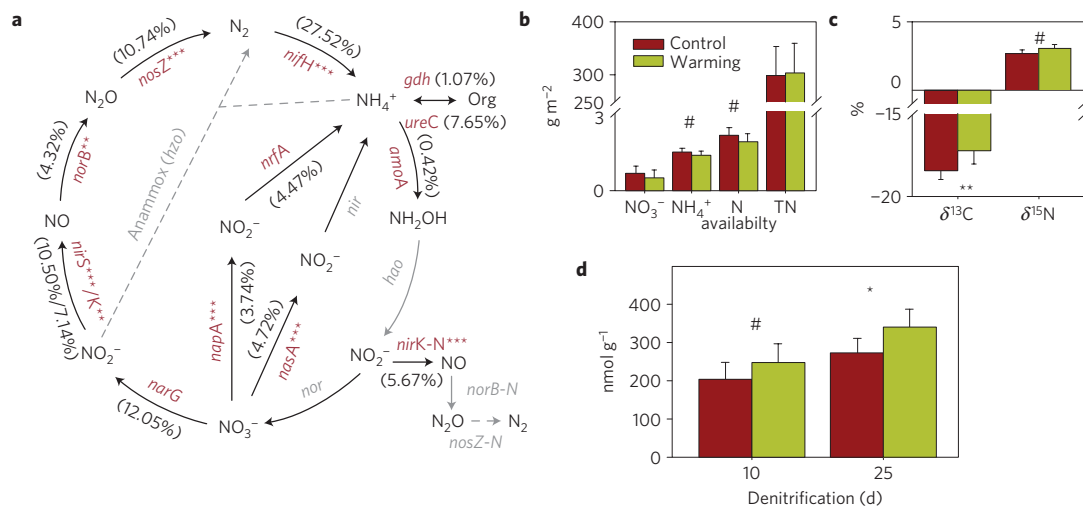 a
N₂
(10.74%)
nosZ***
(27.52%)
nifH***
N₂O
NH₄⁺
gdh (1.07%)
Org
ureC (7.65%)
(4.32%)
norB**
Anammox (hzo)
nrfA
(4.47%)
nir
amoA
(0.42%)
NO
NO₂⁻
NO₂⁻
NH₂OH
nirS***/K**
(10.50%/7.14%)
napA***
(3.74%)
nasA***
(4.72%)
hao
NO₂⁻
NO₂⁻
nirK-N***
NO
(5.67%)
narG
(12.05%)
nor
norB-N
NO₃⁻
N₂O
N₂
nosZ-N
b
400
300
250
3
0
g m⁻²
Control
Warming
#
#
NO₃⁻
NH₄⁺
N
TN
availabilty
c
5
0
−15
−20
%
#
**
δ¹³C
δ¹⁵N
d
400
300
200
100
0
nmol g⁻¹
#
*
10
25
Denitrification (d)